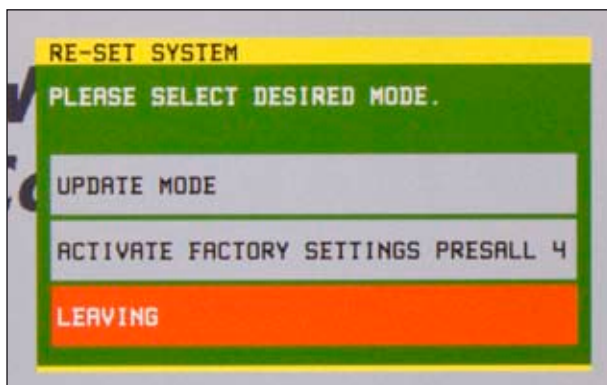 RE-SET SYSTEM
PLEASE SELECT DESIRED MODE.
UPDATE MODE
ACTIVATE FACTORY SETTINGS PRESALL 4
LEAVING